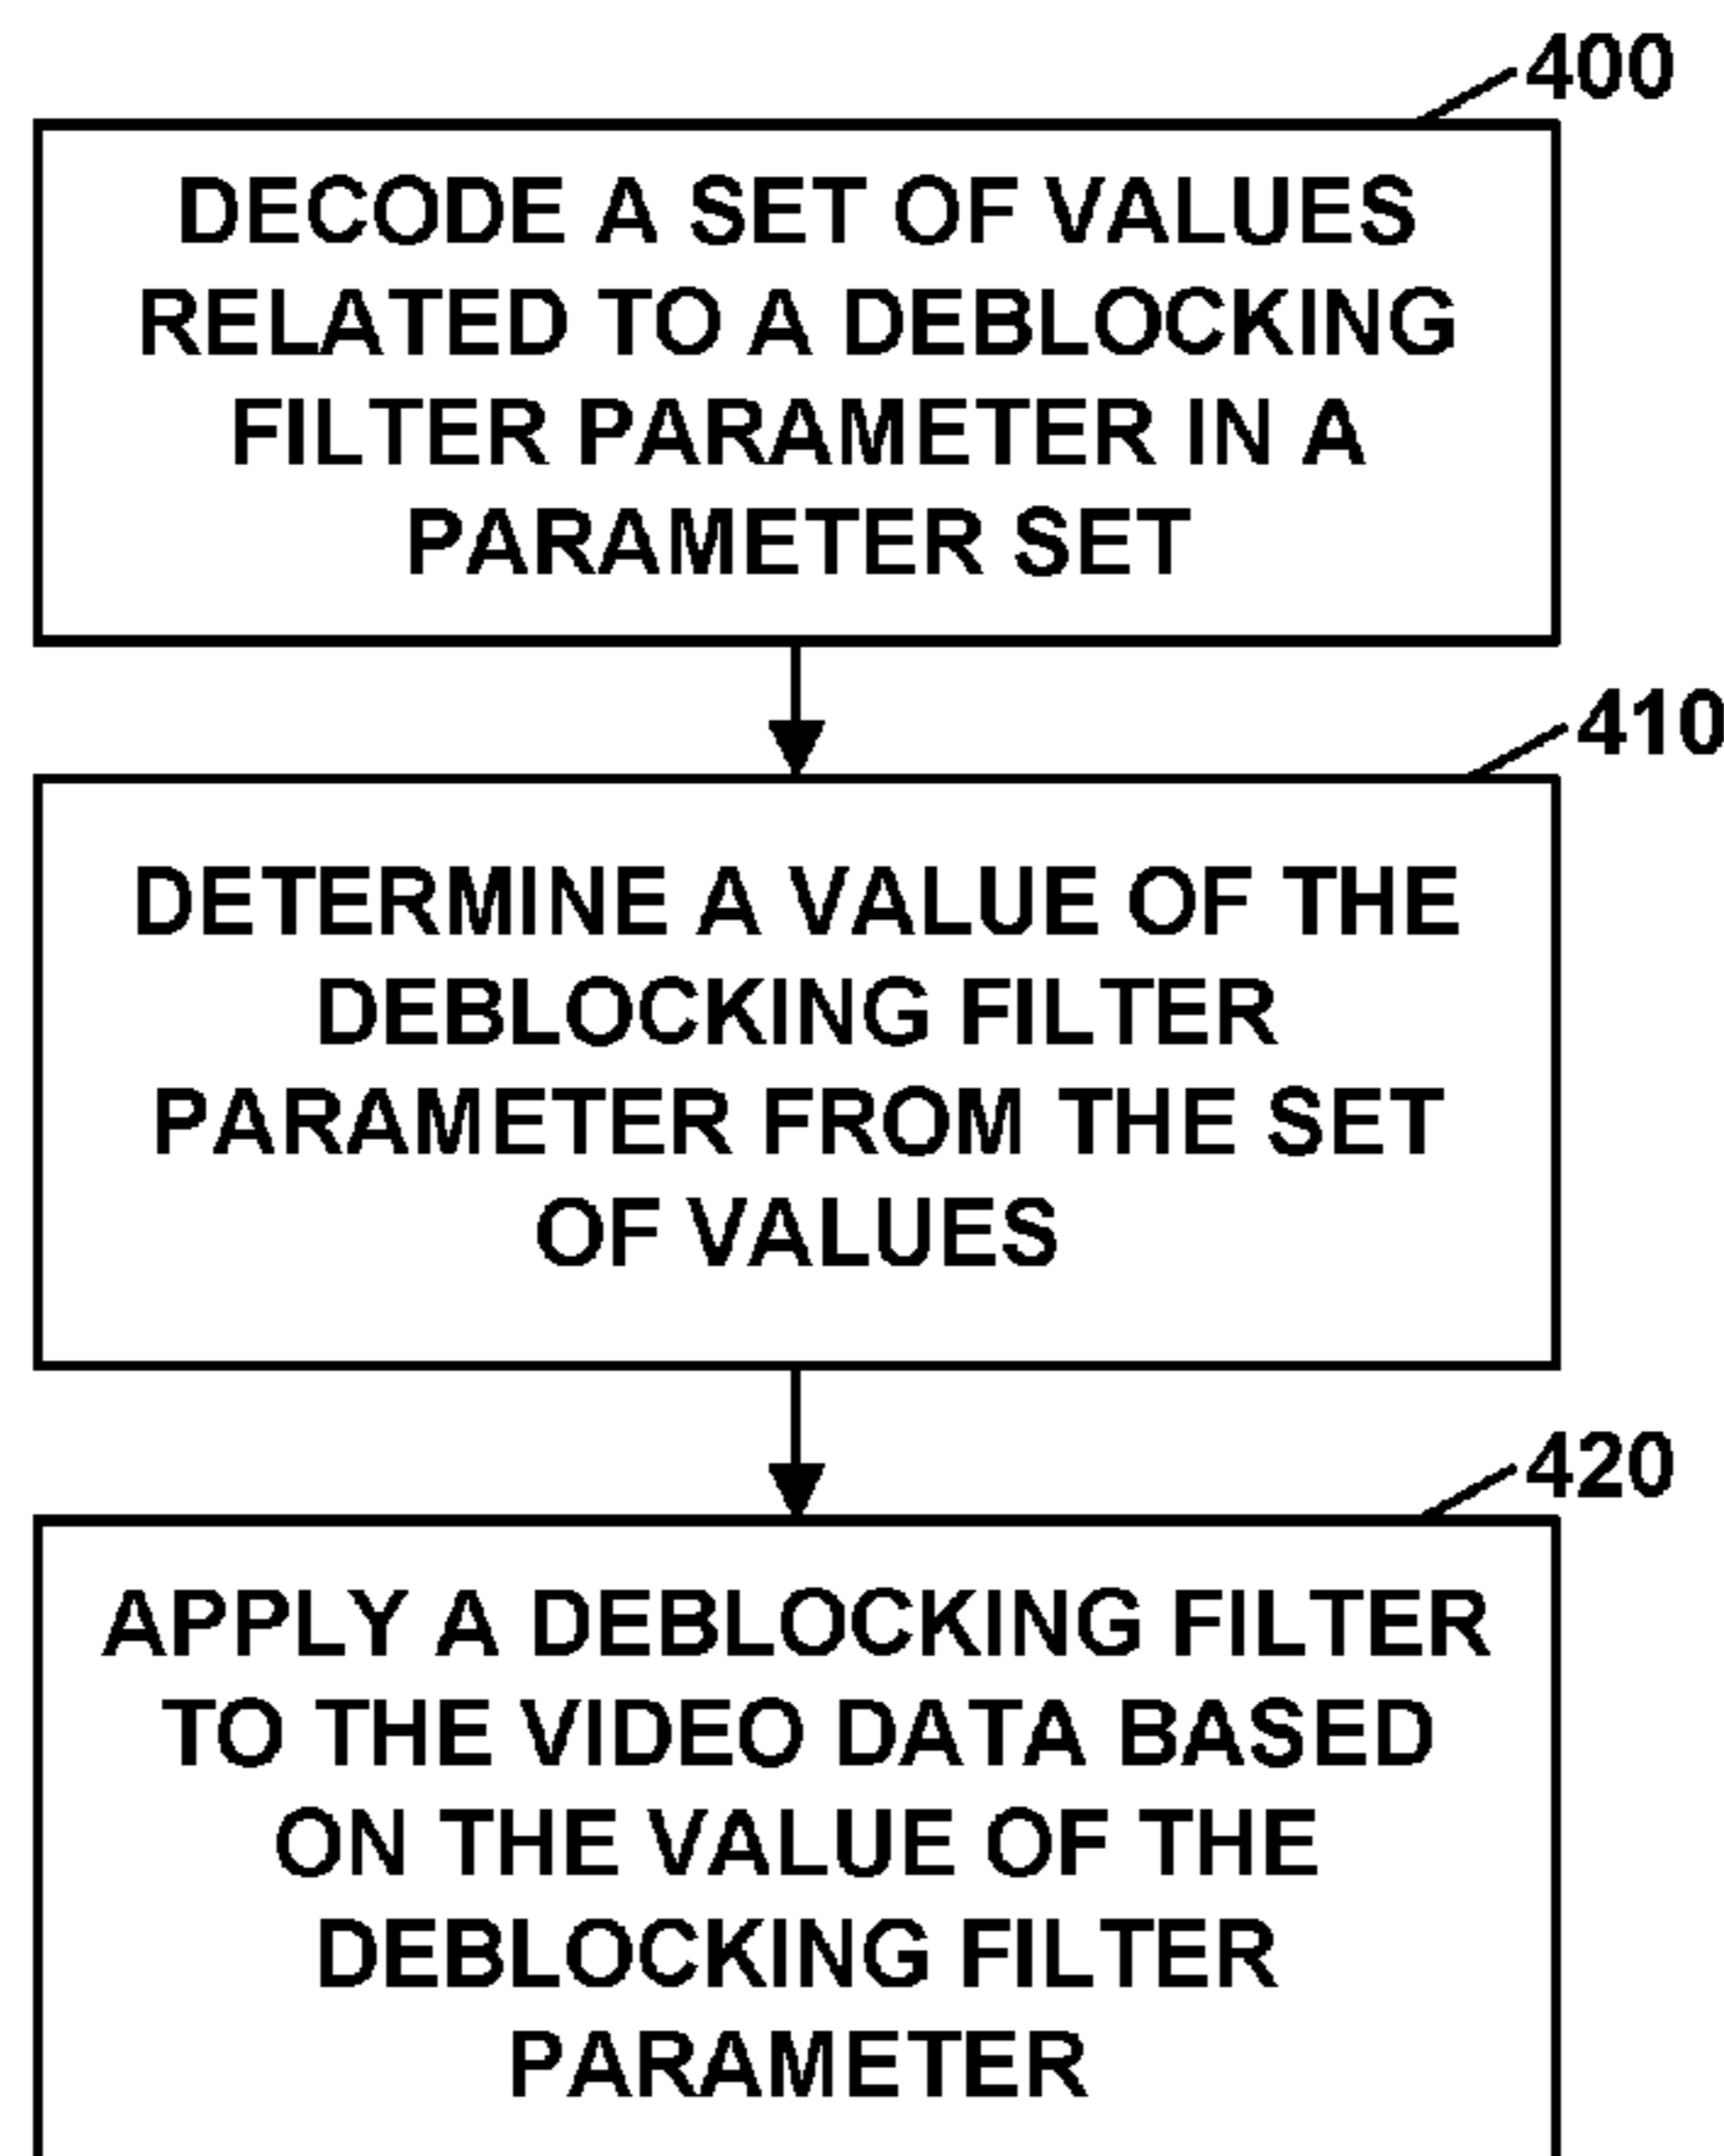 400
DECODE A SET OF VALUES
RELATED TO A DEBLOCKING
FILTER PARAMETER IN A
PARAMETER SET
410
DETERMINE A VALUE OF THE
DEBLOCKING FILTER
PARAMETER FROM THE SET
OF VALUES
420
APPLY A DEBLOCKING FILTER
TO THE VIDEO DATA BASED
ON THE VALUE OF THE
DEBLOCKING FILTER
PARAMETER